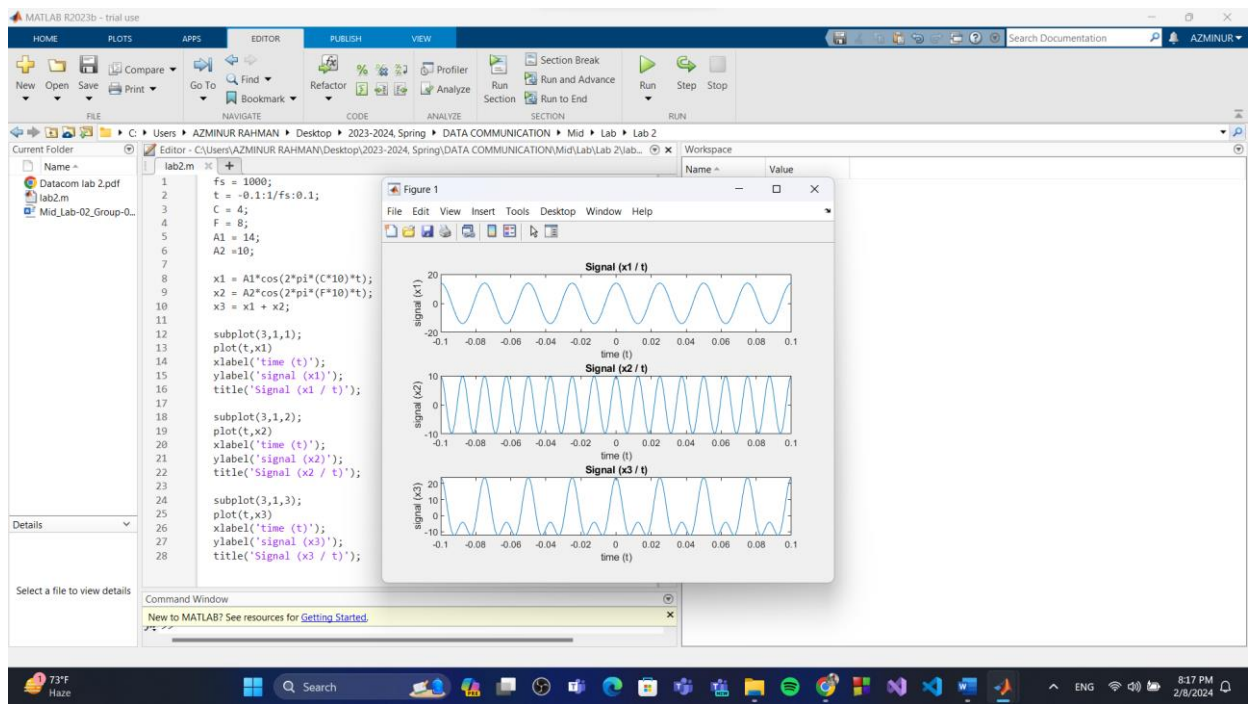 MATLAB R2023b - trial use
HOME PLOTS APPS EDITOR PUBLISH VIEW
Search Documentation AZMINUR
New Open Save Compare Print
FILE
Go To Find Bookmark
NAVIGATE
Refactor
CODE
Profiler Analyze
ANALYZE
Run Section Section Break Run and Advance Run to End
SECTION
Run Step Stop
RUN
C: Users AZMINUR RAHMAN Desktop 2023-2024, Spring DATA COMMUNICATION Mid Lab Lab 2
Current Folder
Name
Datacom lab 2.pdf
lab2.m
Mid_Lab-02_Group-0...
Details
Select a file to view details
Editor - C:\Users\AZMINUR RAHMAN\Desktop\2023-2024, Spring\DATA COMMUNICATION\Mid\Lab\Lab 2\lab...
lab2.m
1 fs = 1000;
2 t = -0.1:1/fs:0.1;
3 C = 4;
4 F = 8;
5 A1 = 14;
6 A2 =10;
7
8 x1 = A1*cos(2*pi*(C*10)*t);
9 x2 = A2*cos(2*pi*(F*10)*t);
10 x3 = x1 + x2;
11
12 subplot(3,1,1);
13 plot(t,x1)
14 xlabel('time (t)');
15 ylabel('signal (x1)');
16 title('Signal (x1 / t)');
17
18 subplot(3,1,2);
19 plot(t,x2)
20 xlabel('time (t)');
21 ylabel('signal (x2)');
22 title('Signal (x2 / t)');
23
24 subplot(3,1,3);
25 plot(t,x3)
26 xlabel('time (t)');
27 ylabel('signal (x3)');
28 title('Signal (x3 / t)');
Command Window
New to MATLAB? See resources for Getting Started.
Workspace
Name Value
Figure 1
File Edit View Insert Tools Desktop Window Help
Signal (x1 / t)
signal (x1)
20
0
-20
-0.1 -0.08 -0.06 -0.04 -0.02 0 0.02 0.04 0.06 0.08 0.1
time (t)
Signal (x2 / t)
signal (x2)
10
0
-10
-0.1 -0.08 -0.06 -0.04 -0.02 0 0.02 0.04 0.06 0.08 0.1
time (t)
Signal (x3 / t)
signal (x3)
20
10
0
-10
-0.1 -0.08 -0.06 -0.04 -0.02 0 0.02 0.04 0.06 0.08 0.1
time (t)
73°F
Haze
Search
ENG
8:17 PM
2/8/2024